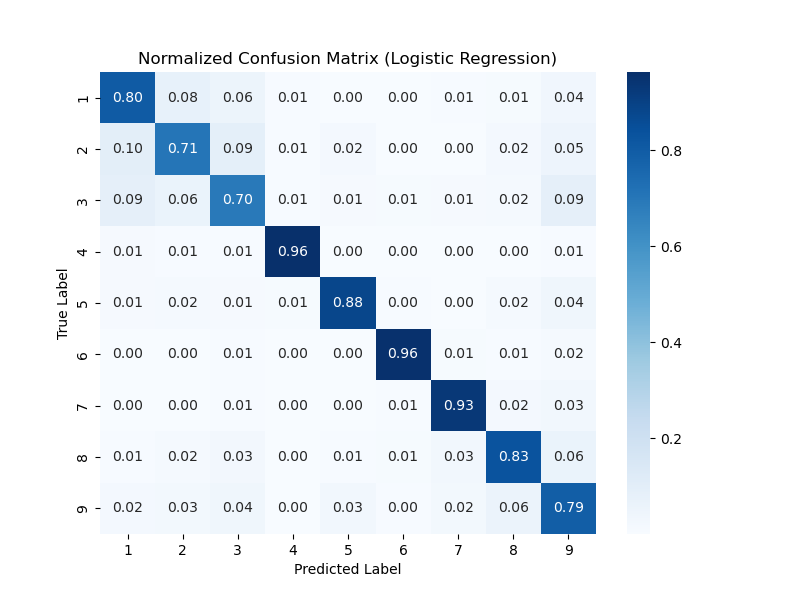 Normalized Confusion Matrix (Logistic Regression)
1 0.80 0.08 0.06 0.01 0.00 0.00 0.01 0.01 0.04
2 0.10 0.71 0.09 0.01 0.02 0.00 0.00 0.02 0.05
3 0.09 0.06 0.70 0.01 0.01 0.01 0.01 0.02 0.09
4 0.01 0.01 0.01 0.96 0.00 0.00 0.00 0.00 0.01
5 0.01 0.02 0.01 0.01 0.88 0.00 0.00 0.02 0.04
6 0.00 0.00 0.01 0.00 0.00 0.96 0.01 0.01 0.02
7 0.00 0.00 0.01 0.00 0.00 0.01 0.93 0.02 0.03
8 0.01 0.02 0.03 0.00 0.01 0.01 0.03 0.83 0.06
9 0.02 0.03 0.04 0.00 0.03 0.00 0.02 0.06 0.79
1 2 3 4 5 6 7 8 9
Predicted Label
True Label
0.8
0.6
0.4
0.2